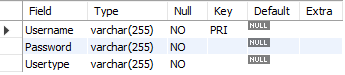 Field Type Null Key Default Extra
Username varchar(255) NO PRI NULL
Password varchar(255) NO NULL
Usertype varchar(255) NO NULL